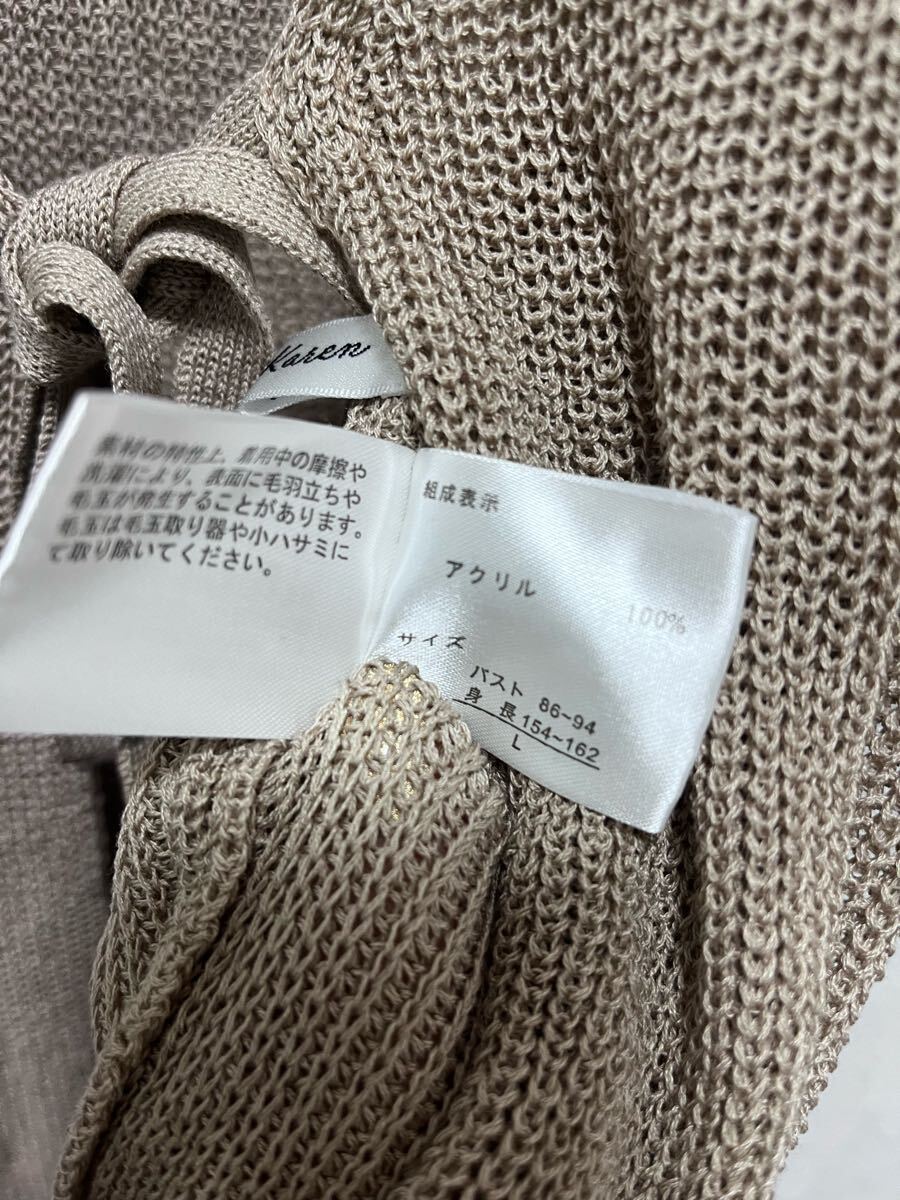 Karen
素材の特性上、着用中の摩擦や
洗濯により、表面に毛羽立ちや
毛玉が発生することがあります。
毛玉は毛玉取り器や小ハサミに
て取り除いてください。
組成表示
アクリル 100%
サイズ
バスト 86~94
身長 154~162
L